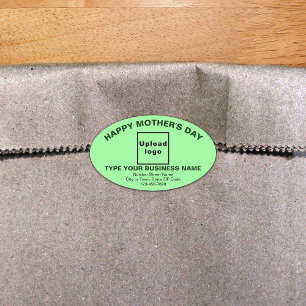 HAPPY MOTHER'S DAY
Upload
logo
TYPE YOUR BUSINESS NAME
Number Street Name
City or Town, State ZIP Code
123-456-7890